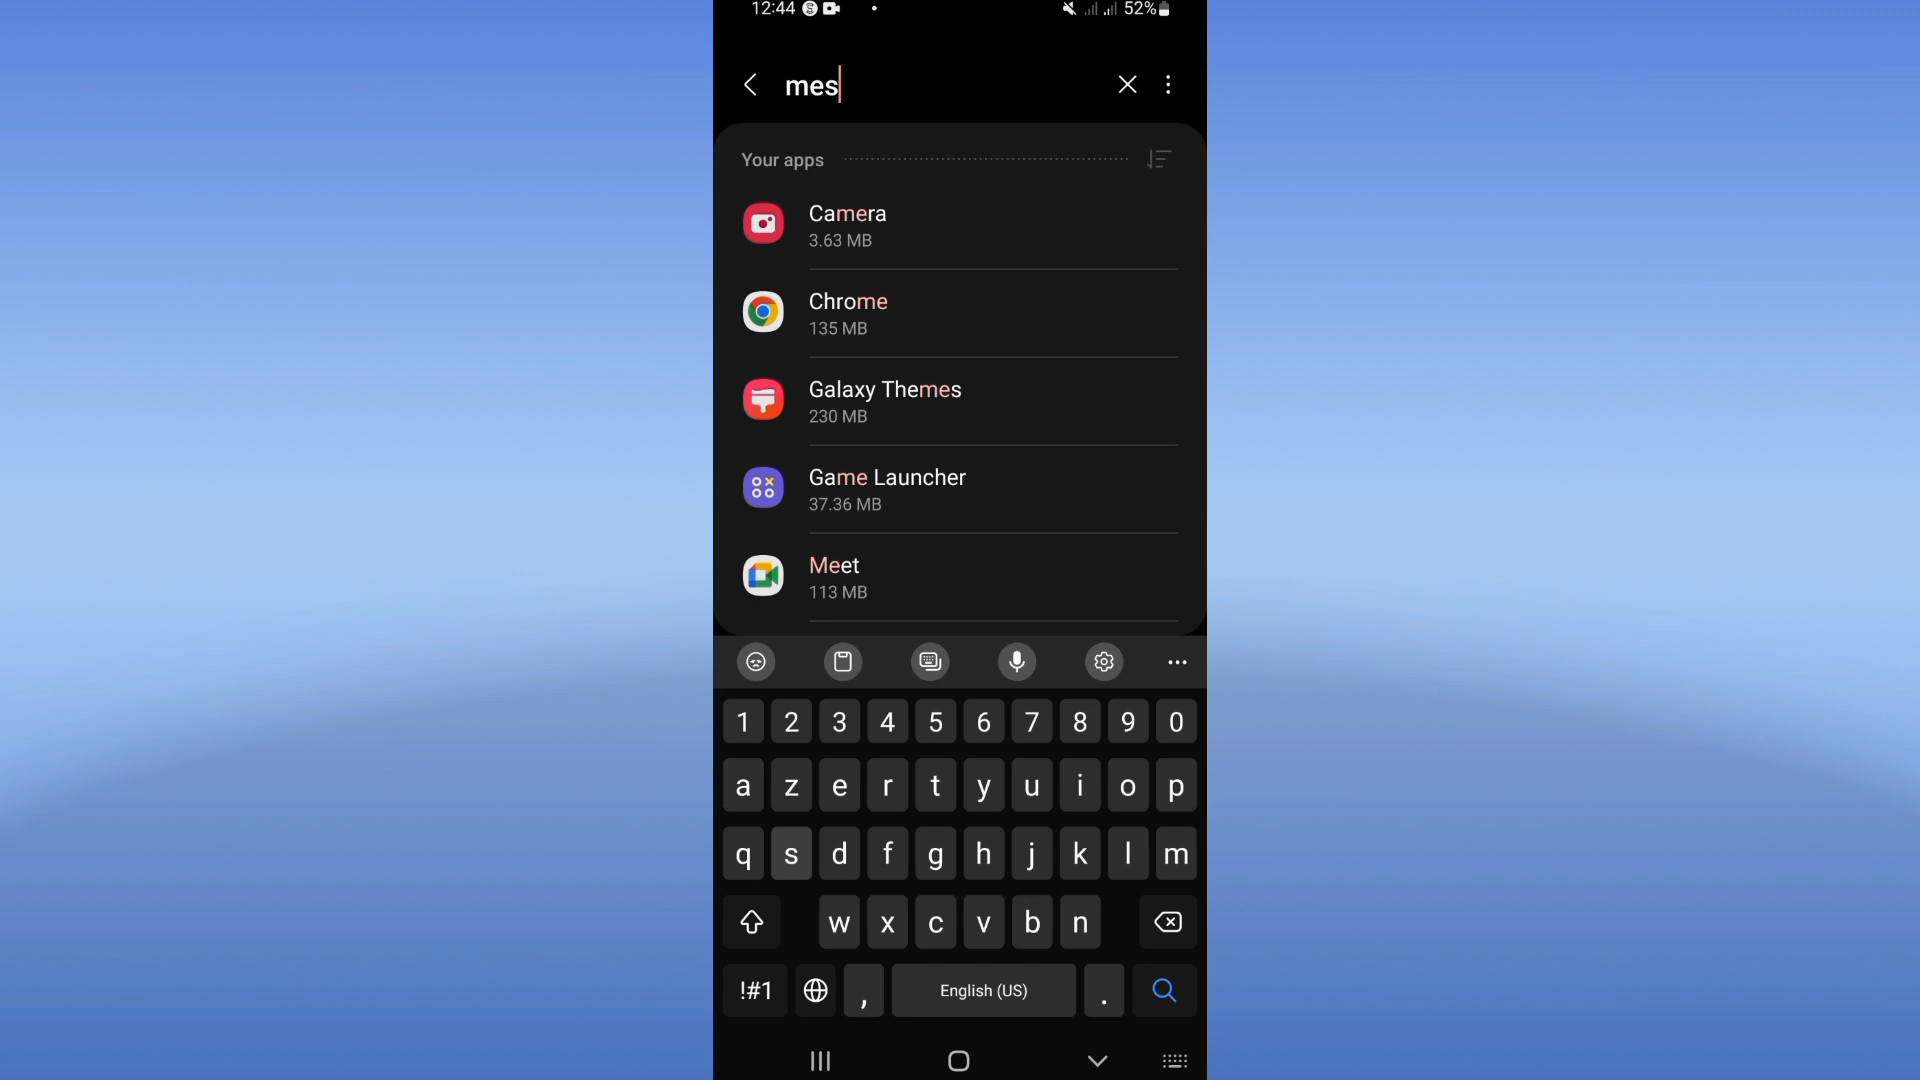 12:44 52%
mes
Your apps
Camera
3.63 MB
Chrome
135 MB
Galaxy Themes
230 MB
Game Launcher
37.36 MB
Meet
113 MB
1 2 3 4 5 6 7 8 9 0
a z e r t y u i o p
q s d f g h j k l m
w x c v b n
!#1 , English (US) .